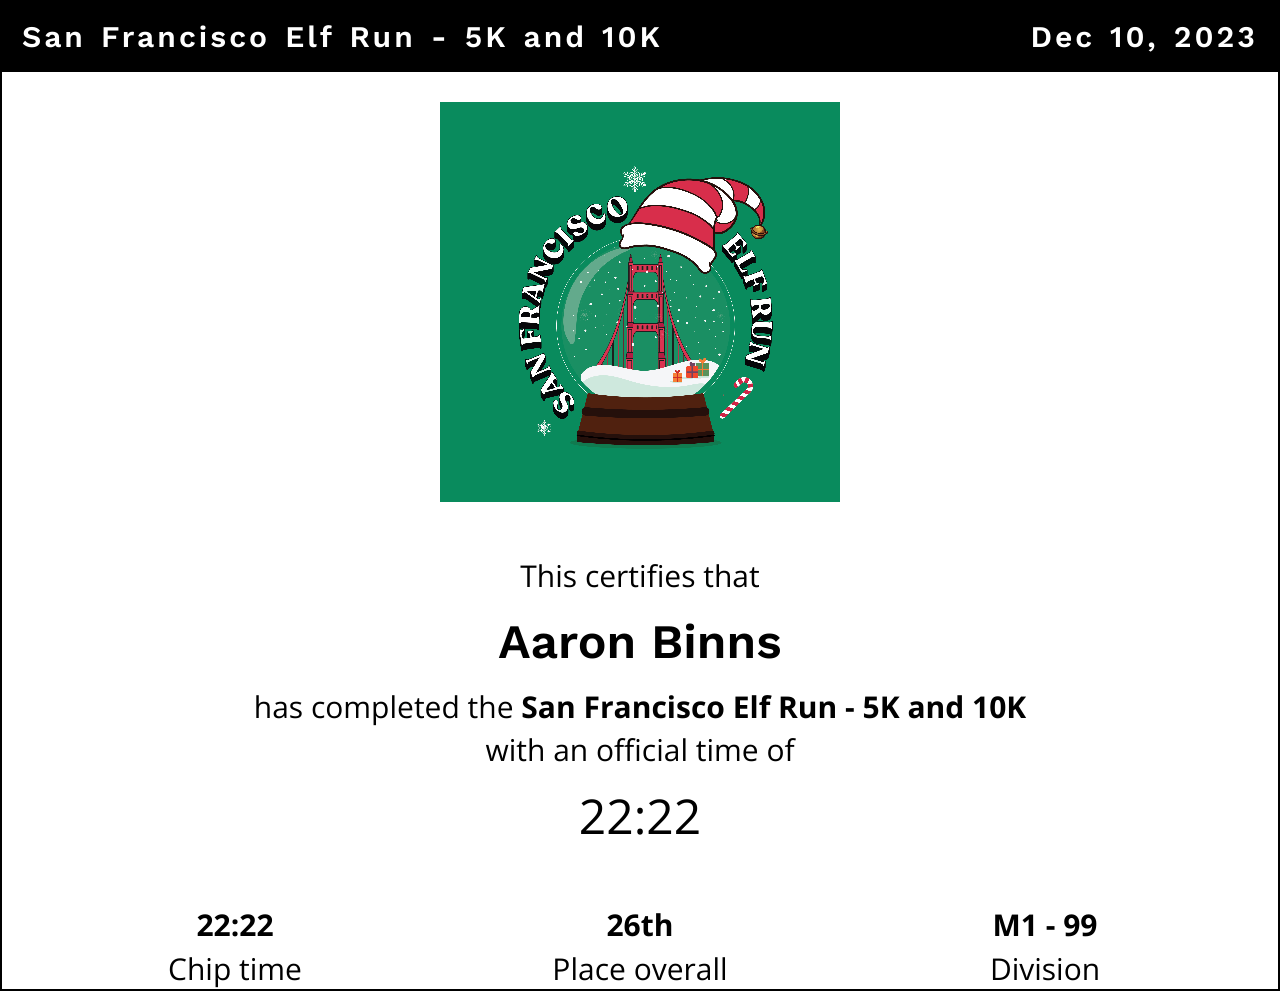 San Francisco Elf Run - 5K and 10K
Dec 10, 2023
SAN FRANCISCO
ELF RUN
This certifies that
Aaron Binns
has completed the San Francisco Elf Run - 5K and 10K
with an official time of
22:22
22:22
26th
M1 - 99
Chip time
Place overall
Division